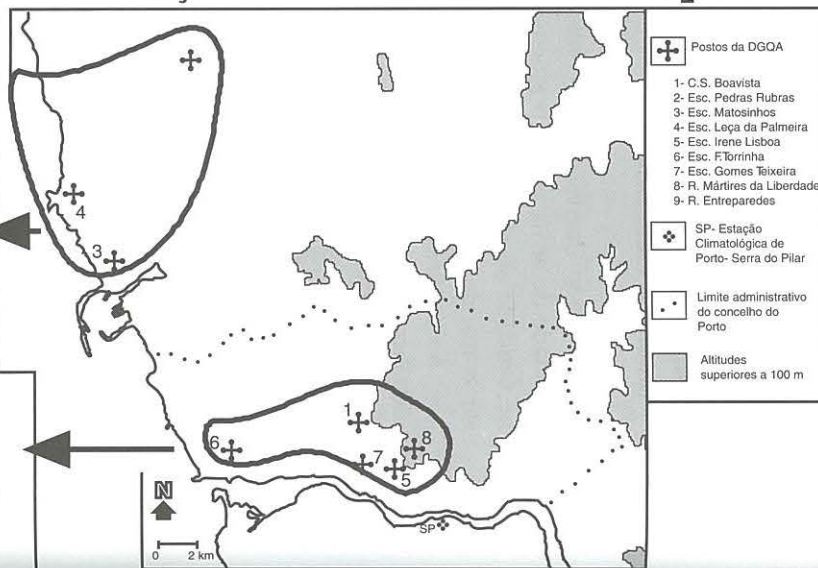 Postos da DGQA
1- C.S. Boavista
2- Esc. Pedras Rubras
3- Esc. Matosinhos
4- Esc. Leça da Palmeira
5- Esc. Irene Lisboa
6- Esc. F.Torrinha
7- Esc. Gomes Teixeira
8- R. Mártires da Liberdade
9- R. Entreparedes
SP- Estação
Climatológica de
Porto- Serra do Pilar
Limite administrativo
do concelho do
Porto
Altitudes
superiores a 100 m
4
3
1
6
8
7
5
N
SP
0 2 km